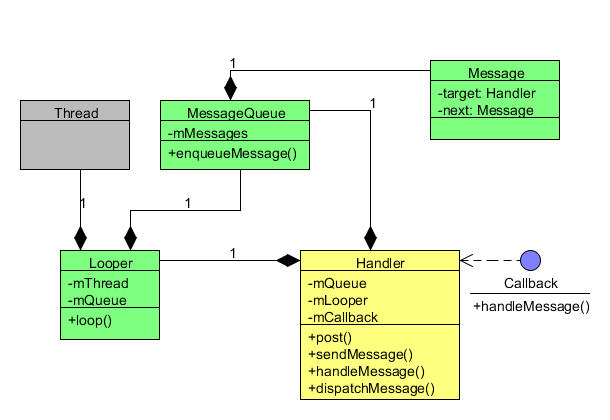 1
Message
-target: Handler
-next: Message
Thread
MessageQueue
-mMessages
+enqueueMessage()
1
1
1
Looper
-mThread
-mQueue
+loop()
1
Handler
-mQueue
-mLooper
-mCallback
+post()
+sendMessage()
+handleMessage()
+dispatchMessage()
Callback
+handleMessage()